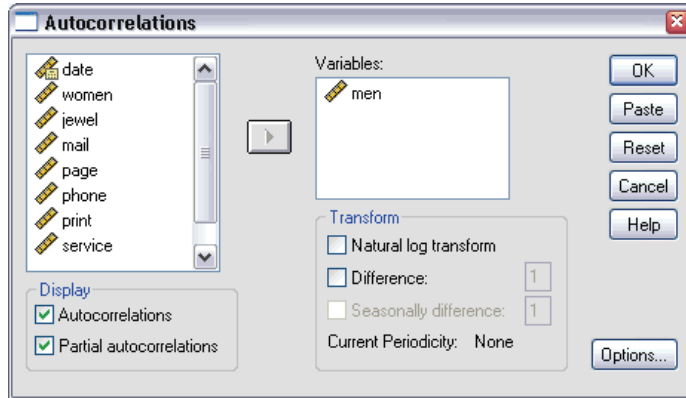 Autocorrelations
date
women
jewel
mail
page
phone
print
service
Display
Autocorrelations
Partial autocorrelations
Variables:
men
Transform
Natural log transform
Difference: 1
Seasonally difference: 1
Current Periodicity: None
OK
Paste
Reset
Cancel
Help
Options...